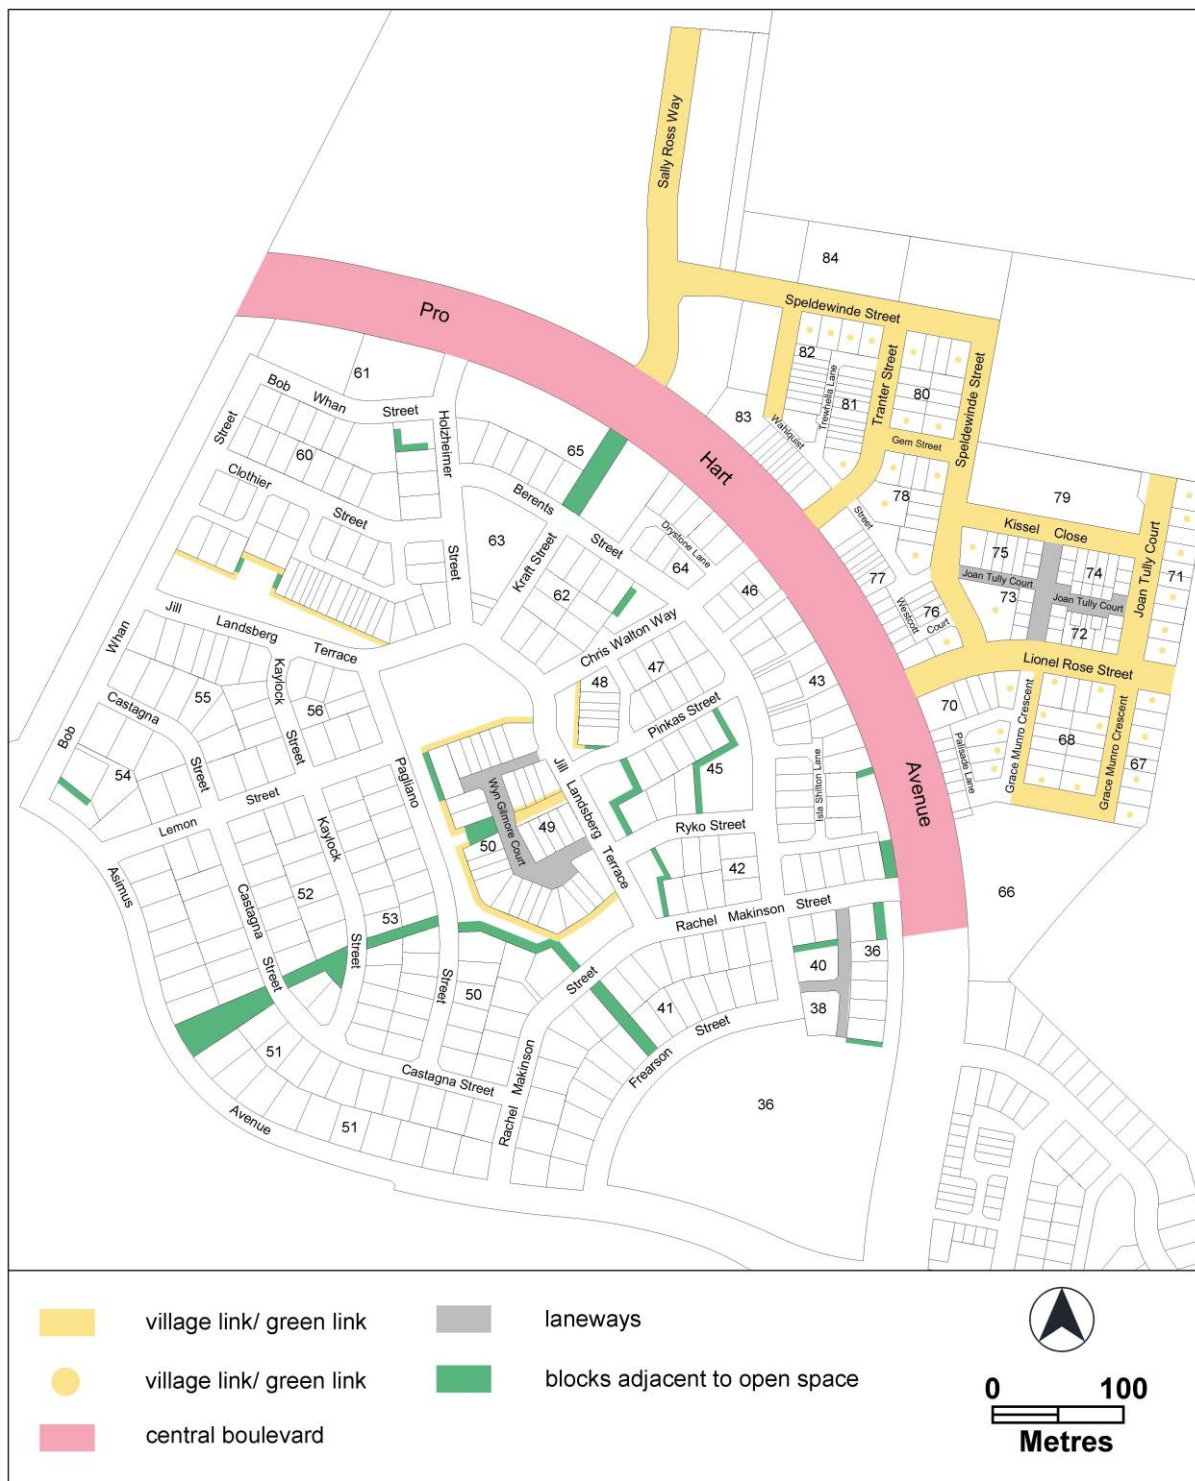 Sally Ross Way
84
Speldewinde Street
Pro
61
Bob
Whan
Street
Holzheimer
Street
60
Clothier
Street
Street
65
Berents
Street
63
Kraft Street
62
Drystone Lane
64
Hart
83
Wahlquist
Street
82
Trewhella Lane
81
Tranter Street
80
Gem Street
Speldewinde Street
78
79
Kissel Close
75
74
Joan Tully Court
Joan Tully Court
73
72
Joan Tully Court
71
77
76
Westcott
Court
Lionel Rose Street
46
Chris Walton Way
47
48
43
Pinkas Street
45
Isla Shilton Lane
70
Palisade Lane
Grace Munro Crescent
68
Grace Munro Crescent
67
Avenue
66
Jill
Landsberg
Terrace
Whan
Bob
Castagna
Street
55
Kaylock
Street
56
54
Lemon
Street
Pagliano
Street
Kaylock
Street
52
53
Castagna
Street
Asimus
Avenue
Wyn Gilmore Court
49
50
Jill
Landsberg
Terrace
Ryko Street
42
Rachel Makinson Street
40
36
38
41
Frearson
Street
50
Street
Rachel Makinson
51
Castagna Street
51
36
village link/ green link
laneways
village link/ green link
blocks adjacent to open space
central boulevard
0 100
Metres